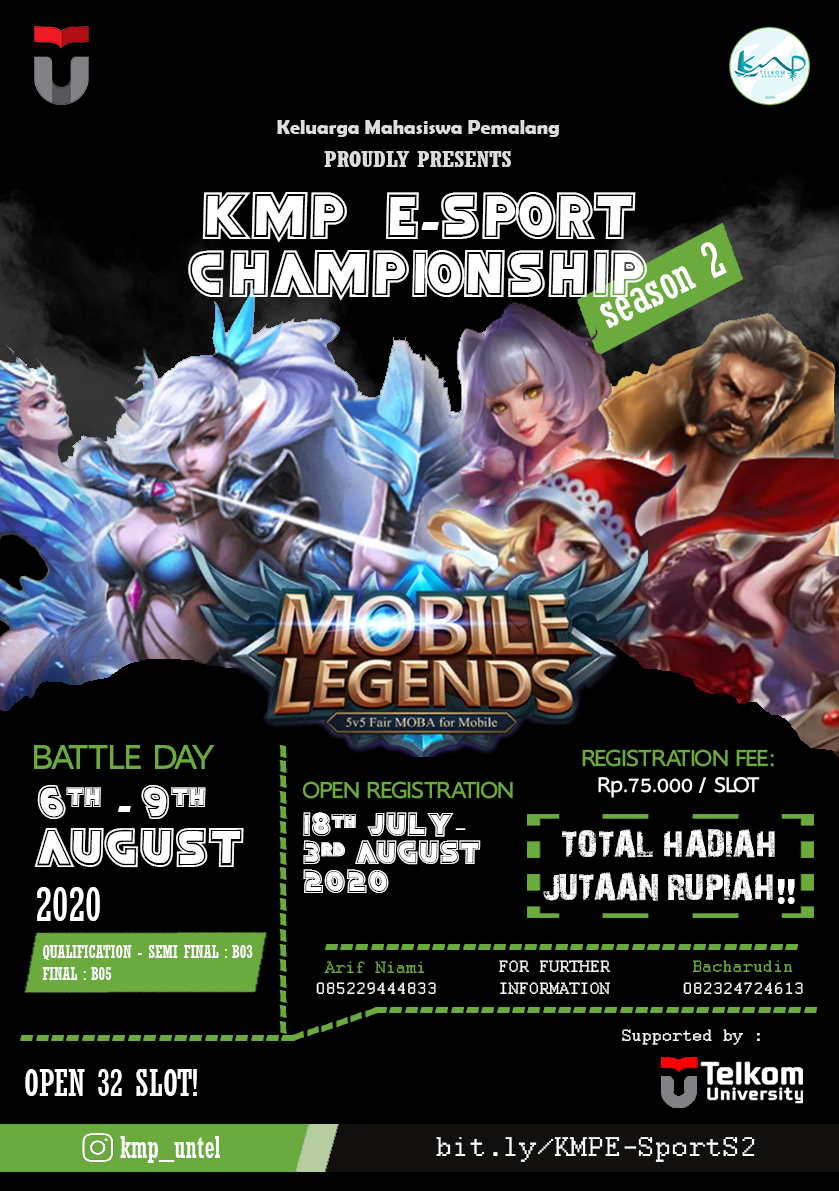 kmp
TELKOM
Keluarga Mahasiswa Pemalang
PROUDLY PRESENTS
KMP E-SPORT
CHAMPIONSHIP
season 2
MOBILE
LEGENDS
5v5 Fair MOBA for Mobile
BATTLE DAY
6TH - 9TH
AUGUST
2020
QUALIFICATION - SEMI FINAL : BO3
FINAL : BO5
OPEN REGISTRATION
18TH JULY-
3RD AUGUST
2020
REGISTRATION FEE:
Rp.75.000 / SLOT
TOTAL HADIAH
JUTAAN RUPIAH!!
Arif Niami
085229444833
FOR FURTHER
INFORMATION
Bacharudin
082324724613
Supported by :
Telkom
University
OPEN 32 SLOT!
kmp_untel
bit.ly/KMPE-SportS2